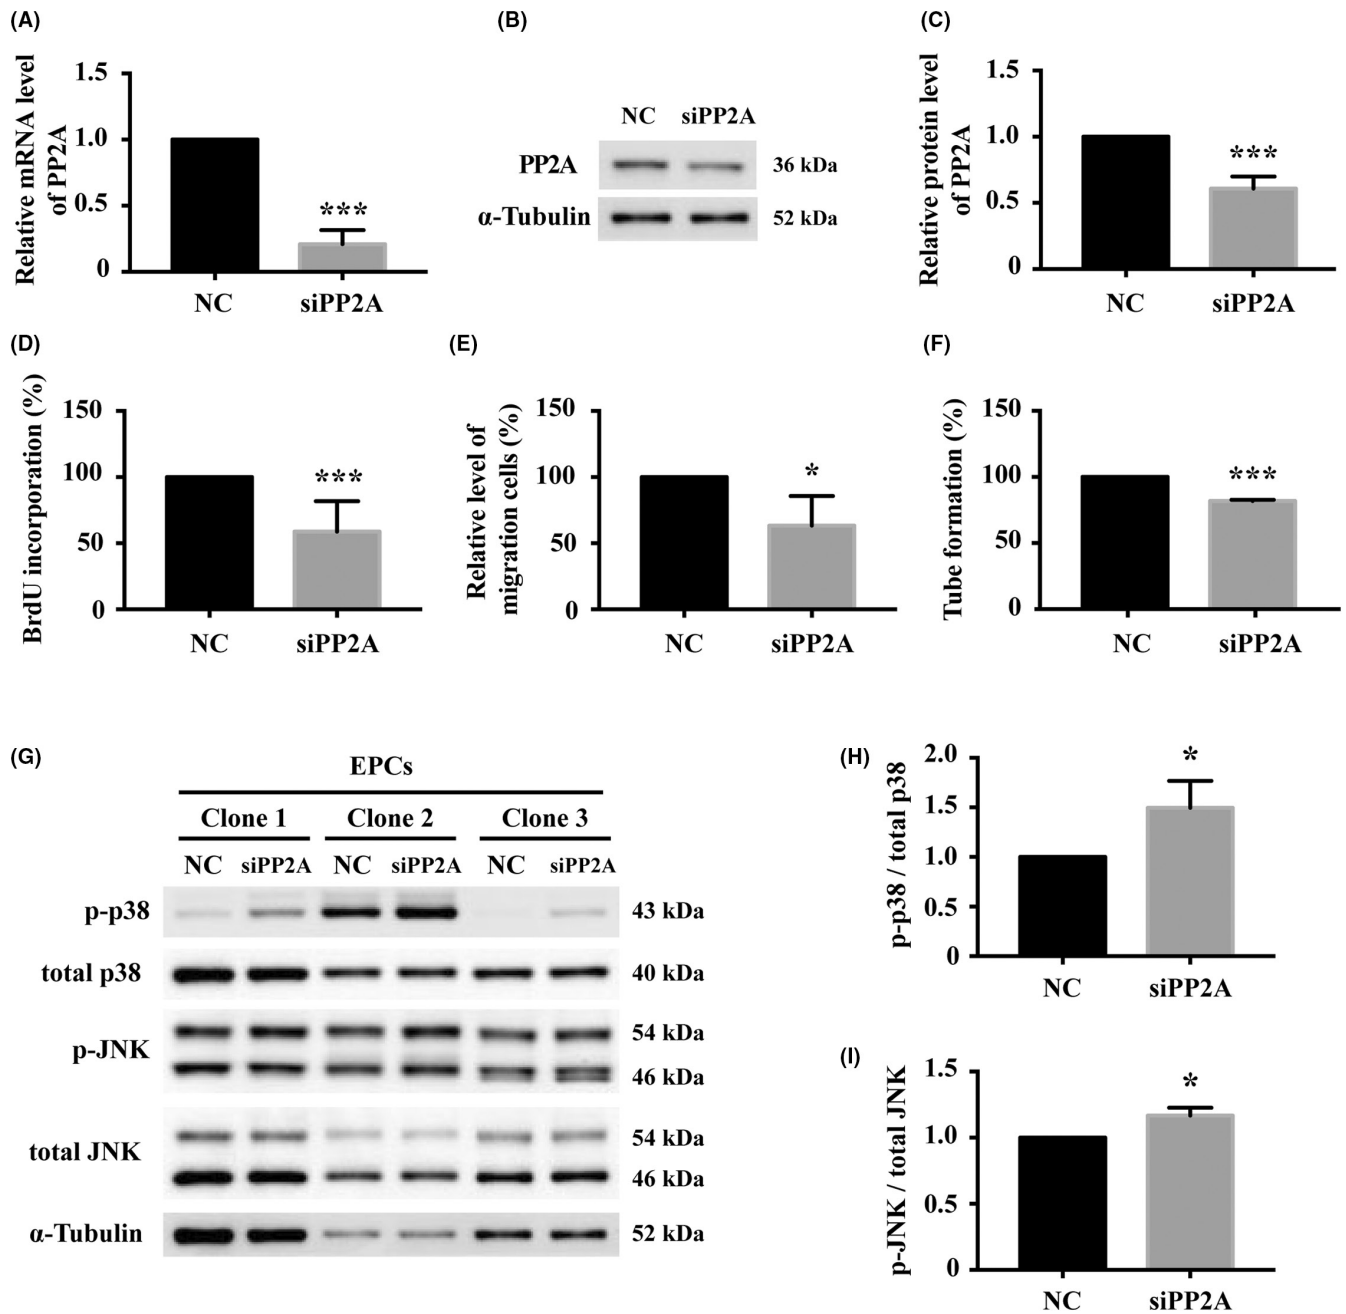 (A)
Relative mRNA level
of PP2A
1.5
1.0
0.5
0
***
NC
siPP2A
(B)
NC siPP2A
PP2A 36 kDa
α-Tubulin 52 kDa
(C)
Relative protein level
of PP2A
1.5
1.0
0.5
0
***
NC
siPP2A
(D)
BrdU incorporation (%)
150
100
50
0
***
NC
siPP2A
(E)
Relative level of
migration cells (%)
150
100
50
0
*
NC
siPP2A
(F)
Tube formation (%)
150
100
50
0
***
NC
siPP2A
(G)
EPCs
Clone 1 Clone 2 Clone 3
NC siPP2A NC siPP2A NC siPP2A
p-p38 43 kDa
total p38 40 kDa
p-JNK
54 kDa
46 kDa
total JNK
54 kDa
46 kDa
α-Tubulin 52 kDa
(H)
p-p38 / total p38
2.0
1.5
1.0
0.5
0
*
NC
siPP2A
(I)
p-JNK / total JNK
1.5
1.0
0.5
0
*
NC
siPP2A